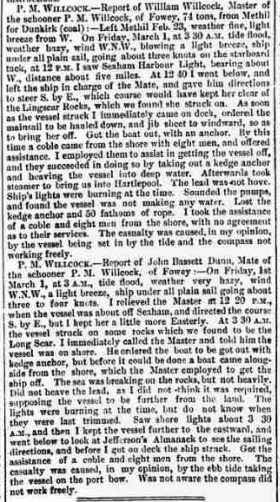 P. M. WILLCOCK.—Report of William Willcock, Master of
the schooner P. M. Willcock, of Fowey, 74 tons, from Methil
for Dunkirk (coal):—Left Methil Feb. 22, weather fine,
breeze from W. On Friday, March 1, at 3 30 A.M. tide flood,
weather hazy, wind W.N.W., blowing a light breeze, ship
under all plain sail, going about three knots on the starboard
tack, at 12 P.M. I saw Seaham Harbour Light, bearing about
W., distance about five miles. At 12 40 I went below, and
left the ship in charge of the Mate, and gave him directions
to steer S. by E., which course would have kept her clear of
the Lingscar Rocks, which we found she struck on. As soon
as the vessel struck I immediately came on deck, ordered the
mainsail to be hauled down, and jib sheet to windward, so as
to bring her off. Got the boat out, with an anchor. By this
time a coble came from the shore with eight men, and offered
assistance. I employed them to assist in getting the vessel off,
and they succeeded in doing so by taking out a kedge anchor
and heaving the vessel into deep water. Afterwards took
steamer to bring us into Hartlepool. The lead was not hove.
Ship's lights were burning at the time. Sounded the pumps,
and found the vessel was not making any water. Lost the
kedge anchor and 50 fathoms of rope. I took the assistance
of a coble and eight men from the shore, with no agreement
as to their services. The casualty was caused, in my opinion,
by the vessel being set in by the tide and the compass not
working freely.
P. M. WILLCOCK.—Report of John Bassett Dunn, Mate
of the schooner P. M. Willcock, of Fowey :—On Friday, 1st
March 1, at 3 A.M., tide flood, weather very hazy, wind
W.N.W., a light breeze, ship under all plain sail going about
three to four knots. I relieved the Master at 12 20 P.M.,
when the vessel was about off Seaham, and directed the course
S. by E., but I kept her a little more Easterly. At 3 30 A.M.
the vessel struck on some rocks which we found to be the
Long Scar. I immediately called the Master and told him the
vessel was on shore. He ordered the boat to be got out with
kedge anchor, but before it could be done a boat came along-
side from the shore, which the Master employed to get the
ship off. The sea was breaking on the rocks, but not heavily.
Did not heave the lead, as I did not think it was required,
supposing the vessel to be further from the land. The
lights were burning at the time, but do not know when
they were last trimmed. Saw shore lights about 3 30
A.M., and then I kept the vessel further to the eastward, and
went below to look at Jefferson's Almanack to see the sailing
directions, and before I got on deck the ship struck. Got the
assistance of a coble and eight men from the shore. The
casualty was caused, in my opinion, by the ebb tide taking
the vessel on the port bow. Was not aware the compass did
not work freely.